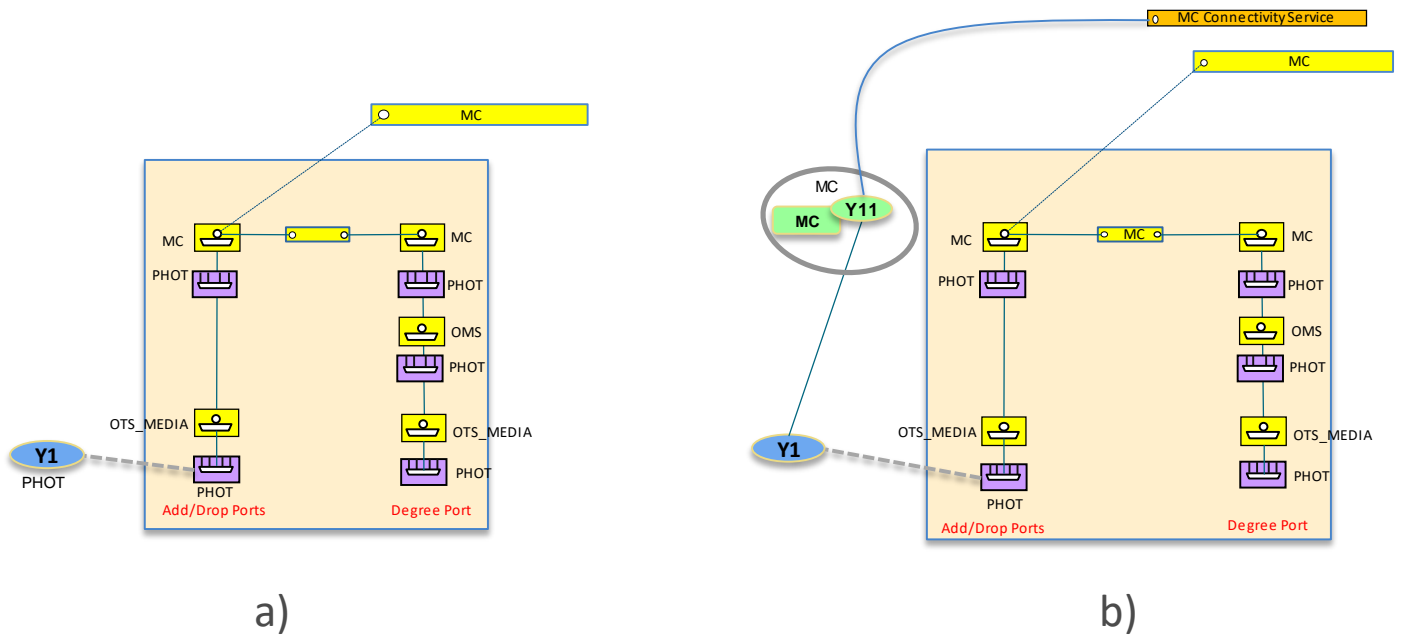 MC
MC
MC
PHOT
PHOT
OMS
PHOT
OTS_MEDIA
OTS_MEDIA
Y1
PHOT
PHOT
PHOT
Add/Drop Ports
Degree Port
a)
MC Connectivity Service
MC
MC
Y11
MC
MC
MC
MC
PHOT
PHOT
OMS
PHOT
OTS_MEDIA
OTS_MEDIA
Y1
PHOT
PHOT
Add/Drop Ports
Degree Port
b)